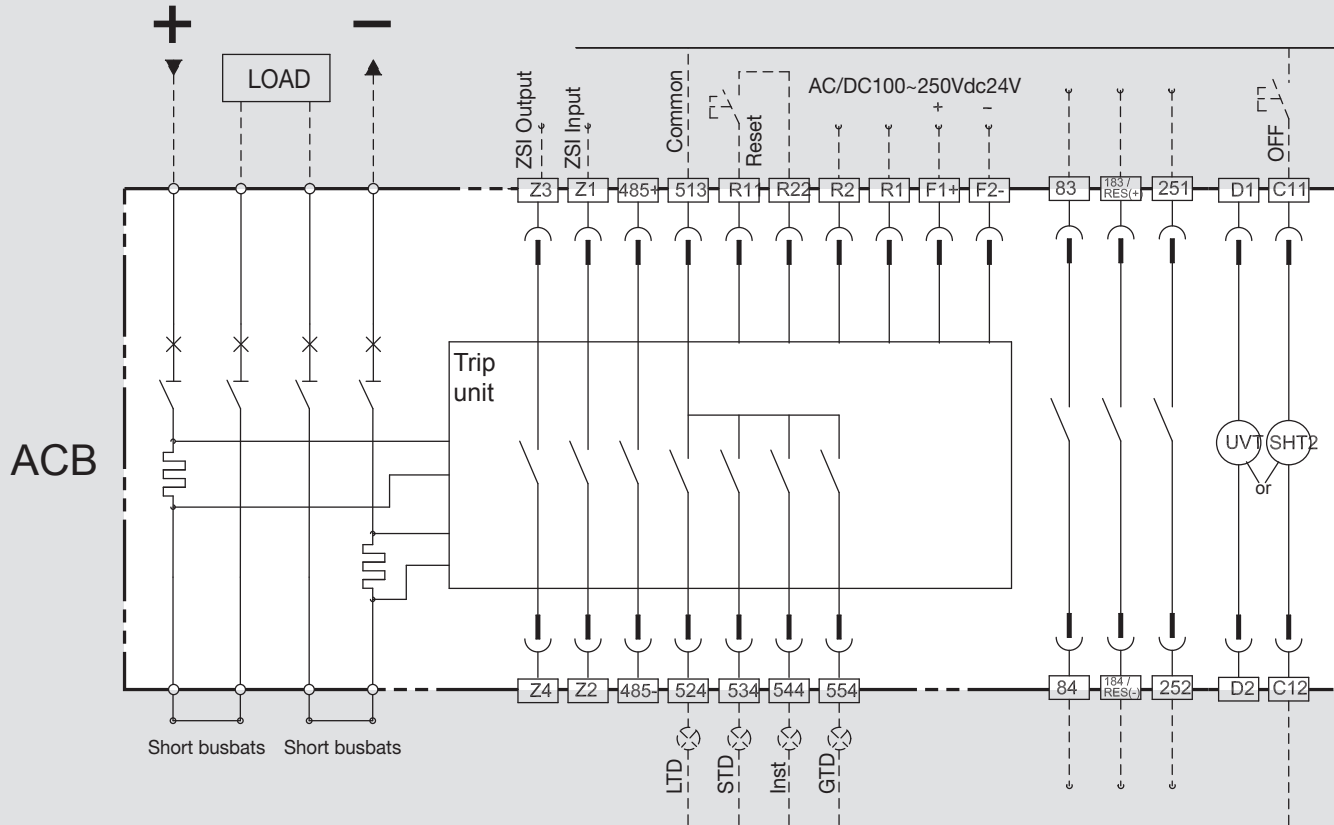 +
−
LOAD
ZSI Output
ZSI Input
Common
Reset
AC/DC100~250Vdc24V
+
−
OFF
Z3
Z1
485+
513
R11
R22
R2
R1
F1+
F2-
83
183 /
RES(+)
251
D1
C11
Trip
unit
ACB
UVT
SHT2
or
Z4
Z2
485-
524
534
544
554
84
184 /
RES(-)
252
D2
C12
Short busbats
Short busbats
LTD
STD
Inst
GTD